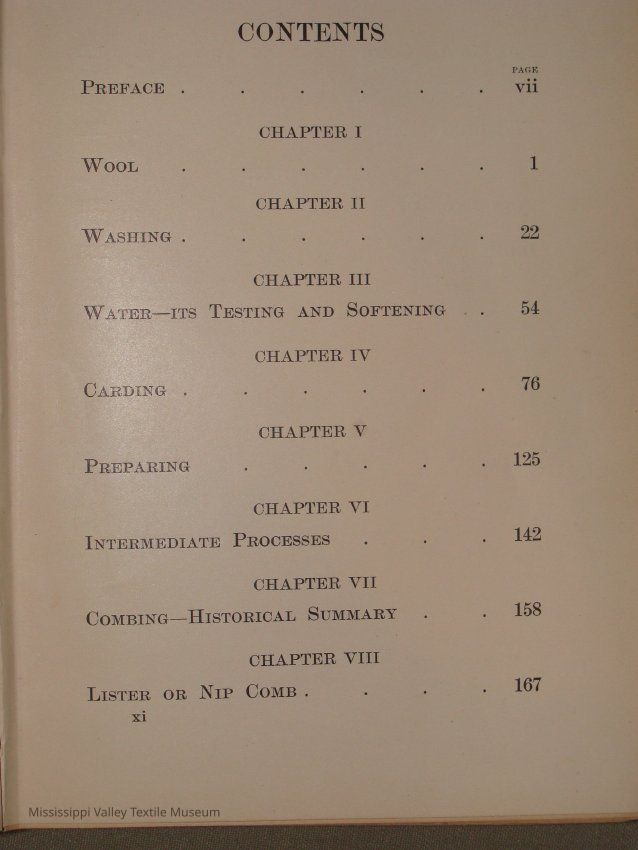 CONTENTS
PAGE
PREFACE . . . . . . vii
CHAPTER I
WOOL . . . . . . 1
CHAPTER II
WASHING . . . . . . 22
CHAPTER III
WATER—ITS TESTING AND SOFTENING . . 54
CHAPTER IV
CARDING . . . . . . 76
CHAPTER V
PREPARING . . . . . 125
CHAPTER VI
INTERMEDIATE PROCESSES . . . 142
CHAPTER VII
COMBING—HISTORICAL SUMMARY . . 158
CHAPTER VIII
LISTER OR NIP COMB . . . . 167
xi
Mississippi Valley Textile Museum